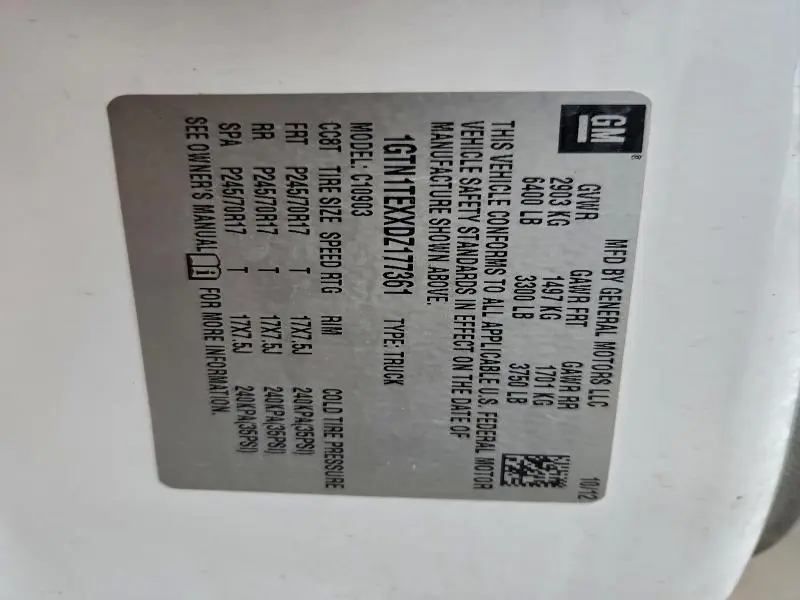 GM®
MFD BY GENERAL MOTORS LLC 10/12
GVWR GAWR FRT GAWR RR
2903 KG 1497 KG 1701 KG
6400 LB 3300 LB 3750 LB
THIS VEHICLE CONFORMS TO ALL APPLICABLE U.S. FEDERAL MOTOR
VEHICLE SAFETY STANDARDS IN EFFECT ON THE DATE OF
MANUFACTURE SHOWN ABOVE.
1GTN1TEXXDZ177361 TYPE: TRUCK
MODEL: C10903
CC8T TIRE SIZE SPEED RTG RIM COLD TIRE PRESSURE
FRT P245/70R17 T 17X7.5J 240KPA(35PSI)
RR P245/70R17 T 17X7.5J 240KPA(35PSI)
SPA P245/70R17 T 17X7.5J 240KPA(35PSI)
SEE OWNER'S MANUAL FOR MORE INFORMATION.